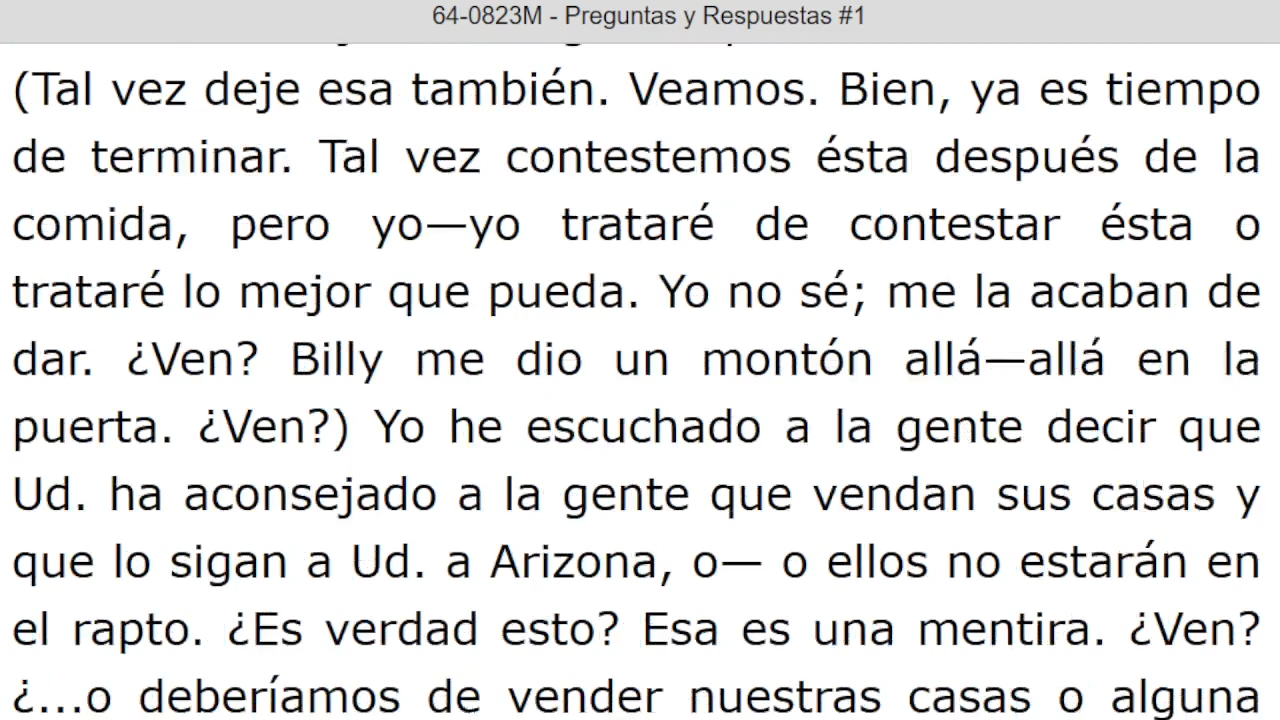 64-0823M - Preguntas y Respuestas #1
(Tal vez deje esa también. Veamos. Bien, ya es tiempo
de terminar. Tal vez contestemos ésta después de la
comida, pero yo—yo trataré de contestar ésta o
trataré lo mejor que pueda. Yo no sé; me la acaban de
dar. ¿Ven? Billy me dio un montón allá—allá en la
puerta. ¿Ven?) Yo he escuchado a la gente decir que
Ud. ha aconsejado a la gente que vendan sus casas y
que lo sigan a Ud. a Arizona, o— o ellos no estarán en
el rapto. ¿Es verdad esto? Esa es una mentira. ¿Ven?
¿...o deberíamos de vender nuestras casas o alguna